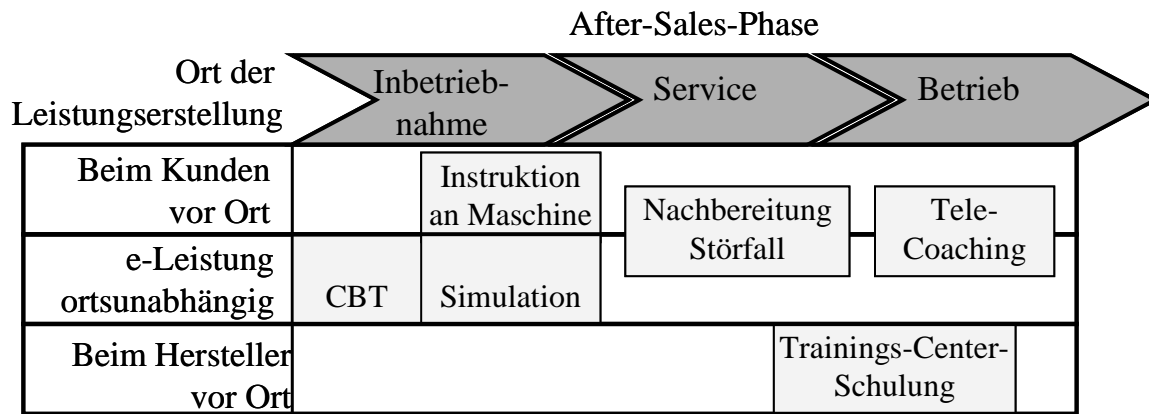 After-Sales-Phase
Ort der
Leistungserstellung
Inbetrieb-
nahme
Service
Betrieb
Beim Kunden
vor Ort
Instruktion
an Maschine
Nachbereitung
Störfall
Tele-
Coaching
e-Leistung
ortsunabhängig
CBT
Simulation
Beim Hersteller
vor Ort
Trainings-Center-
Schulung